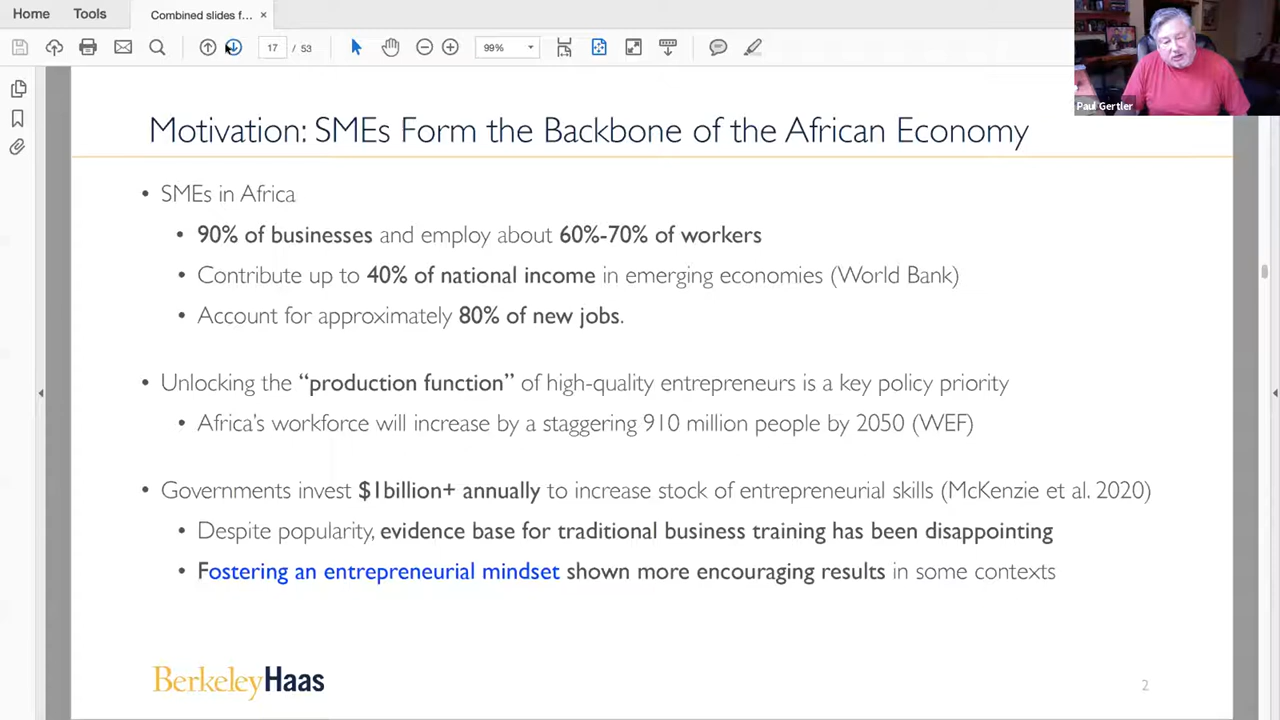 Home
Tools
Combined slides f...
×
17 / 53
99%
Paul Gertler
Motivation: SMEs Form the Backbone of the African Economy
• SMEs in Africa
• 90% of businesses and employ about 60%-70% of workers
• Contribute up to 40% of national income in emerging economies (World Bank)
• Account for approximately 80% of new jobs.
• Unlocking the “production function” of high-quality entrepreneurs is a key policy priority
• Africa’s workforce will increase by a staggering 910 million people by 2050 (WEF)
• Governments invest $1billion+ annually to increase stock of entrepreneurial skills (McKenzie et al. 2020)
• Despite popularity, evidence base for traditional business training has been disappointing
• Fostering an entrepreneurial mindset shown more encouraging results in some contexts
BerkeleyHaas
2